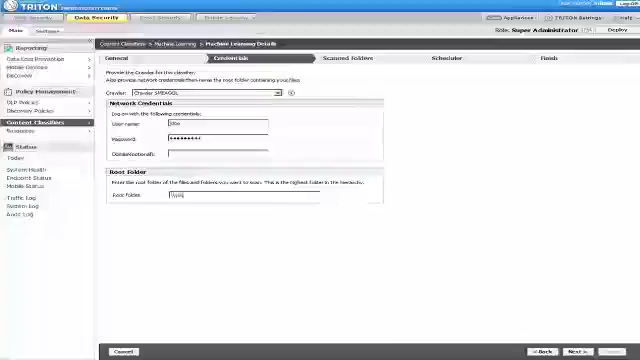 TRITON
Data Security
Appliances
TRITON Settings
Help
Main
Role: Super Administrator
Deploy
Content Classifiers > Machine Learning > Machine Learning Details
Reporting
Data Loss Prevention
Mobile Devices
Discovery
Policy Management
DLP Policies
Discovery Policies
Content Classifiers
Resources
Status
Today
System Health
Endpoint Status
Mobile Status
Traffic Log
System Log
Audit Log
General
Credentials
Scanned Folders
Scheduler
Finish
Provide the Crawler for this classifier.
Also provide network credentials then name the root folder containing your files
Crawler: Crawler SMEAGOL
Network Credentials
Log on with the following credentials:
User name:
Password:
Domain(optional):
Root Folder
Enter the root folder of the files and folders you want to scan. This is the highest folder in the hierarchy.
Root folder:
Cancel
< Back
Next >